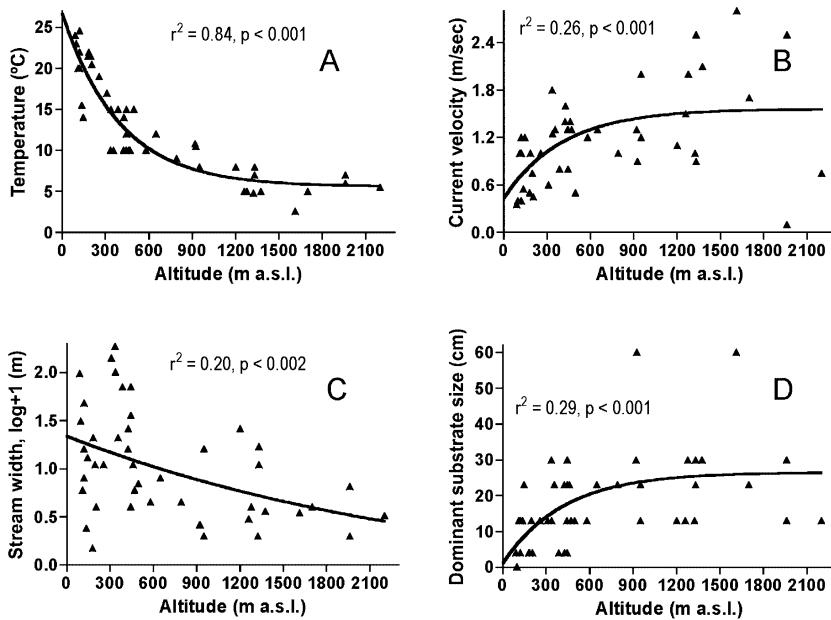 r² = 0.84, p < 0.001
A
Temperature (ºC)
25
20
15
10
5
0
0 300 600 900 1200 1500 1800 2100
Altitude (m a.s.l.)
r² = 0.26, p < 0.001
B
Current velocity (m/sec)
2.4
1.8
1.2
0.6
0.0
0 300 600 900 1200 1500 1800 2100
Altitude (m a.s.l.)
r² = 0.20, p < 0.002
C
Stream width, log+1 (m)
2.0
1.5
1.0
0.5
0.0
0 300 600 900 1200 1500 1800 2100
Altitude (m a.s.l.)
r² = 0.29, p < 0.001
D
Dominant substrate size (cm)
60
50
40
30
20
10
0
0 300 600 900 1200 1500 1800 2100
Altitude (m a.s.l.)